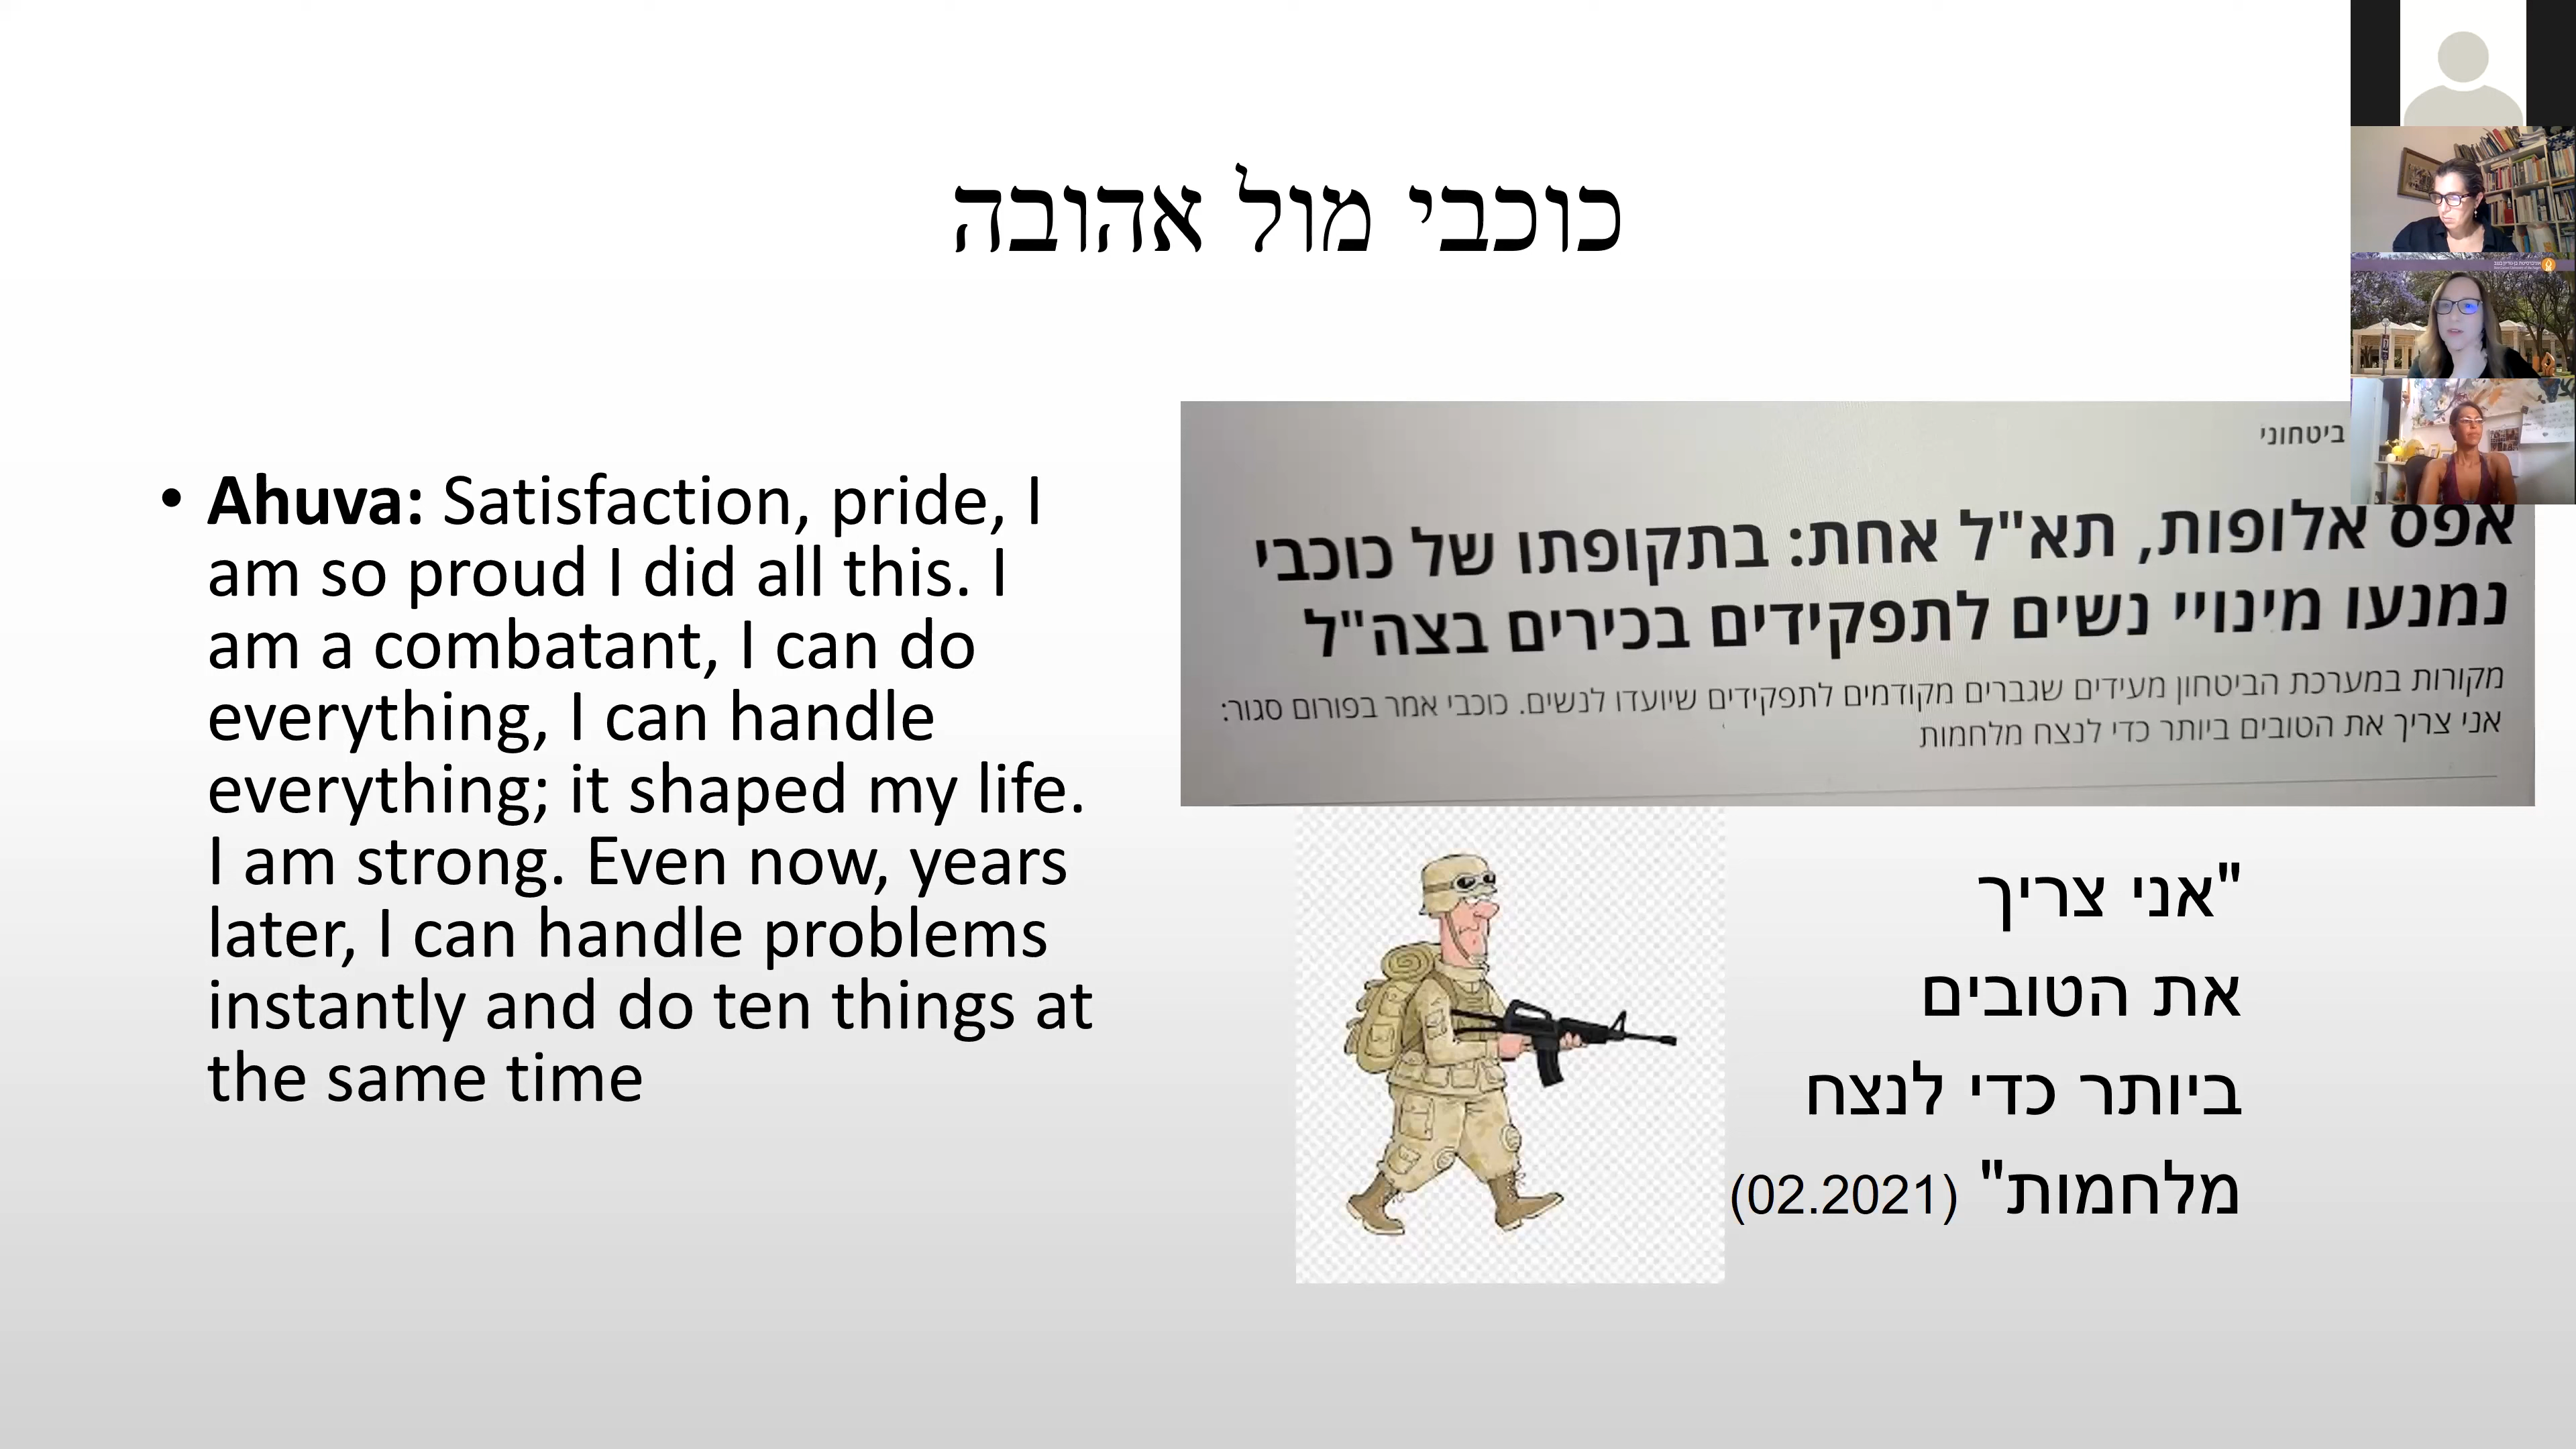 כוכבי מול אהובה
• Ahuva: Satisfaction, pride, I
am so proud I did all this. I
am a combatant, I can do
everything, I can handle
everything; it shaped my life.
I am strong. Even now, years
later, I can handle problems
instantly and do ten things at
the same time
ביטחוני
אפס אלופות, תא"ל אחת: בתקופתו של כוכבי
נמנעו מינויי נשים לתפקידים בכירים בצה"ל
מקורות במערכת הביטחון מעידים שגברים מקודמים לתפקידים שיועדו לנשים. כוכבי אמר בפורום סגור:
אני צריך את הטובים ביותר כדי לנצח מלחמות
"אני צריך
את הטובים
ביותר כדי לנצח
מלחמות" (02.2021)